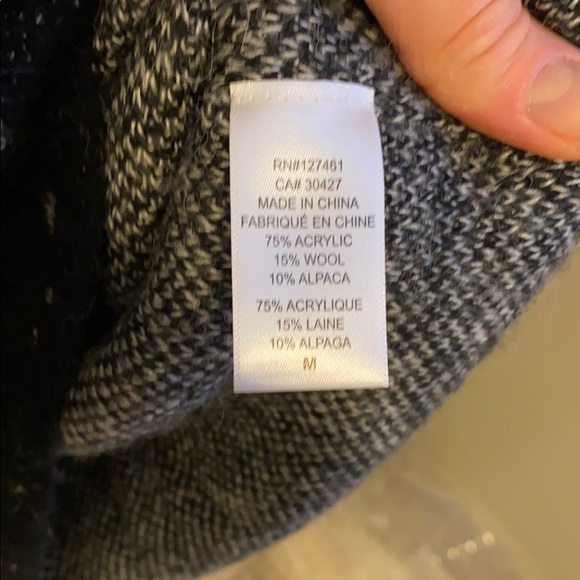 RN#127461
CA# 30427
MADE IN CHINA
FABRIQUÉ EN CHINE
75% ACRYLIC
15% WOOL
10% ALPACA
75% ACRYLIQUE
15% LAINE
10% ALPAGA
M